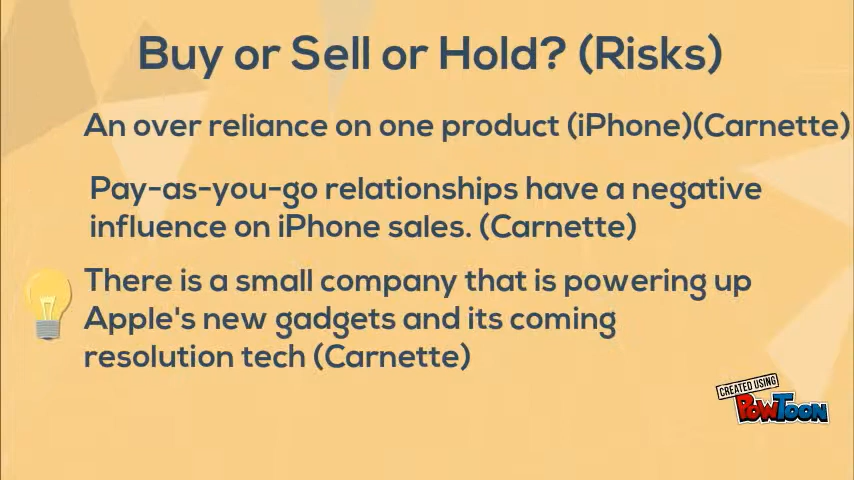 Buy or Sell or Hold? (Risks)
An over reliance on one product (iPhone)(Carnette)
Pay-as-you-go relationships have a negative
influence on iPhone sales. (Carnette)
There is a small company that is powering up
Apple's new gadgets and its coming
resolution tech (Carnette)
CREATED USING
PowToon